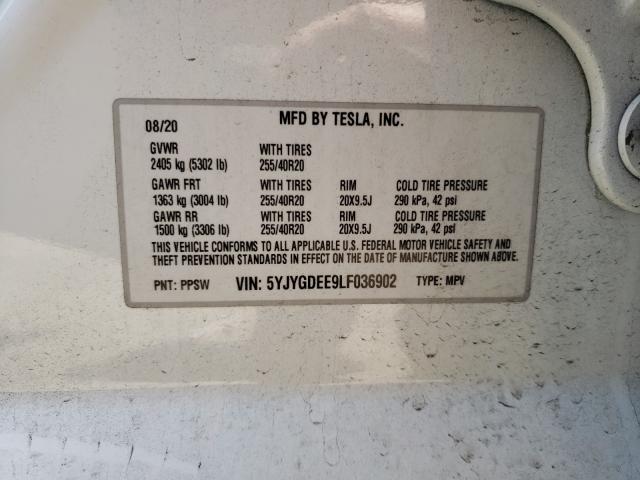 08/20 MFD BY TESLA, INC.
GVWR WITH TIRES
2405 kg (5302 lb) 255/40R20
GAWR FRT WITH TIRES RIM COLD TIRE PRESSURE
1363 kg (3004 lb) 255/40R20 20X9.5J 290 kPa, 42 psi
GAWR RR WITH TIRES RIM COLD TIRE PRESSURE
1500 kg (3306 lb) 255/40R20 20X9.5J 290 kPa, 42 psi
THIS VEHICLE CONFORMS TO ALL APPLICABLE U.S. FEDERAL MOTOR VEHICLE SAFETY AND
THEFT PREVENTION STANDARDS IN EFFECT ON THE DATE OF MANUFACTURE SHOWN ABOVE.
PNT: PPSW VIN: 5YJYGDEE9LF036902 TYPE: MPV